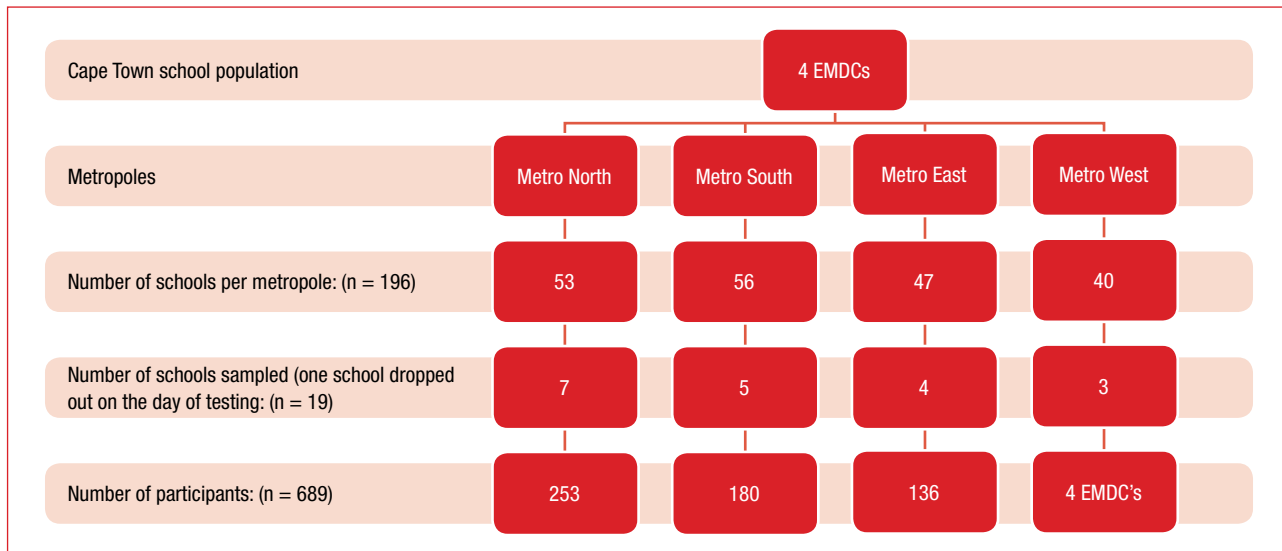 Cape Town school population
4 EMDCs
Metropoles
Metro North
Metro South
Metro East
Metro West
Number of schools per metropole: (n = 196)
53
56
47
40
Number of schools sampled (one school dropped
out on the day of testing: (n = 19)
7
5
4
3
Number of participants: (n = 689)
253
180
136
4 EMDC's